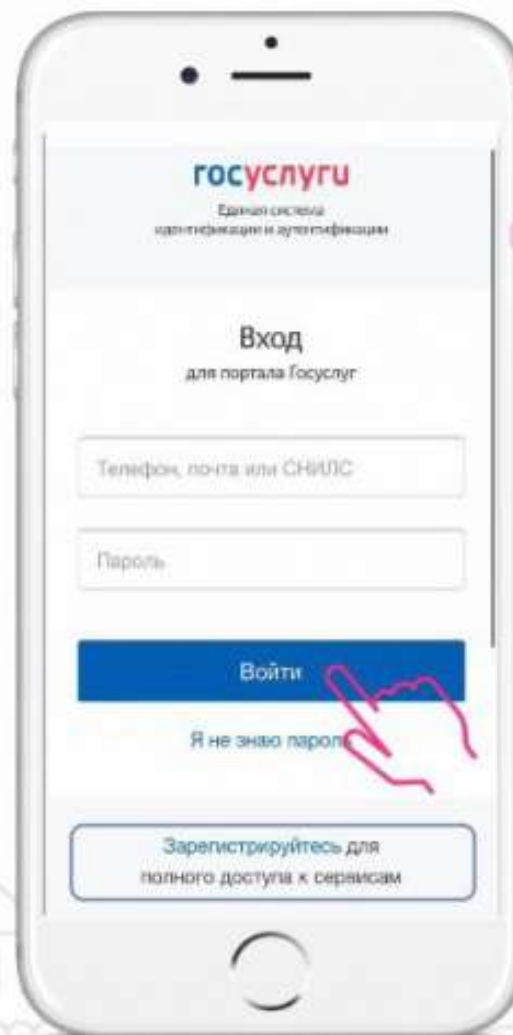 госуслуги
Единая система
идентификации и аутентификации
Вход
для портала Госуслуг
Телефон, почта или СНИЛС
Пароль
Войти
Я не знаю пароль
Зарегистрируйтесь для
полного доступа к сервисам